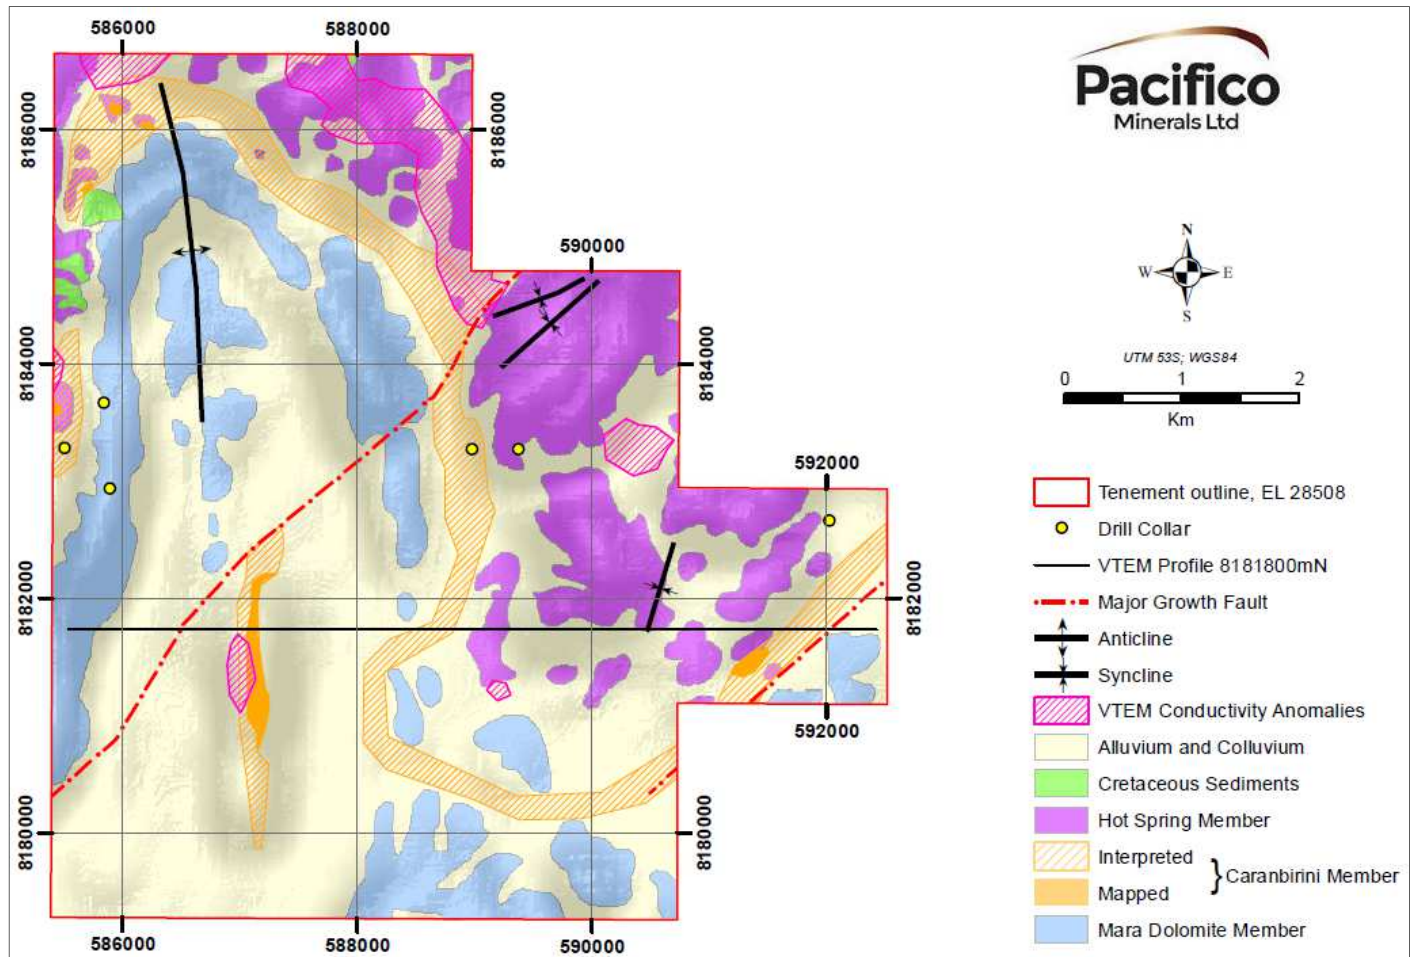 586000
588000
8186000
8186000
590000
8184000
8184000
592000
8182000
8182000
592000
8180000
8180000
586000
588000
590000
Pacifico
Minerals Ltd
N
W
E
S
UTM 53S; WGS84
0 1 2
Km
Tenement outline, EL 28508
Drill Collar
VTEM Profile 8181800mN
Major Growth Fault
Anticline
Syncline
VTEM Conductivity Anomalies
Alluvium and Colluvium
Cretaceous Sediments
Hot Spring Member
Interpreted
} Caranbirini Member
Mapped
Mara Dolomite Member